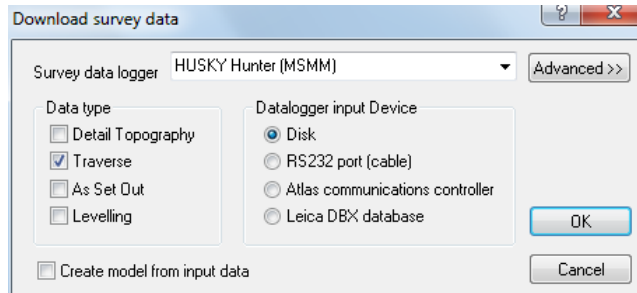 Download survey data
?
X
Survey data logger HUSKY Hunter (MSMM) Advanced >>
Data type
Detail Topography
Traverse
As Set Out
Levelling
Datalogger input Device
Disk
RS232 port (cable)
Atlas communications controller
Leica DBX database
Create model from input data
OK
Cancel